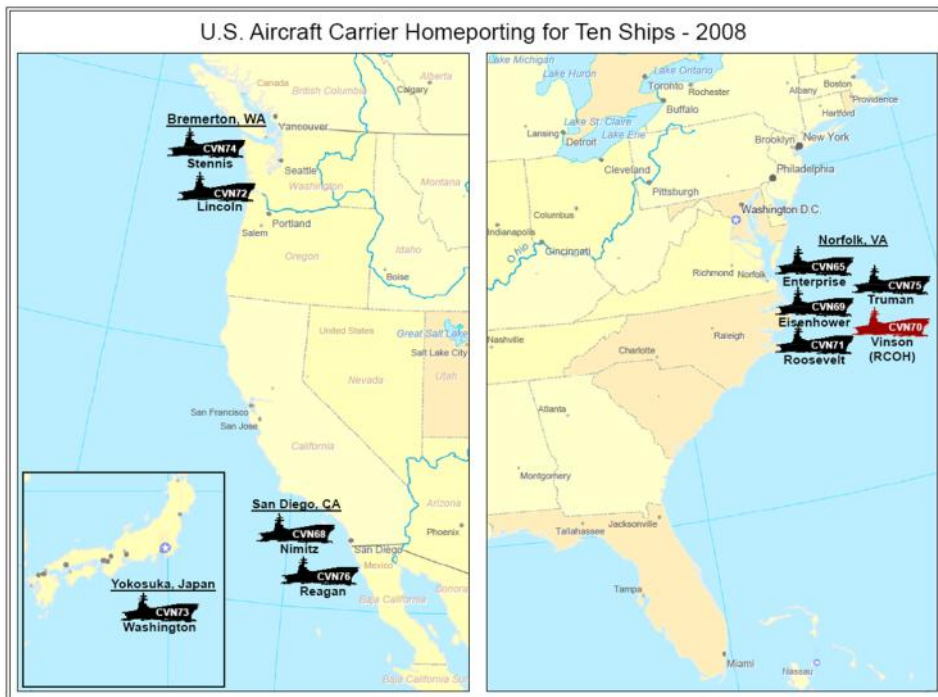 U.S. Aircraft Carrier Homeporting for Ten Ships - 2008
Canada
British Columbia
Alberta
Calgary
Bremerton, WA
Vancouver
CVN74
Stennis
Seattle
Washington
Montana
CVN72
Lincoln
Portland
Salem
Oregon
Idaho
Boise
United States
Great Salt Lake
Salt Lake City
Nevada
Utah
San Francisco
San Jose
California
Arizona
Phoenix
San Diego, CA
CVN68
Nimitz
San Diego
Mexico
CVN76
Reagan
Baja California
Sonora
Baja California Sur
Yokosuka, Japan
CVN73
Washington
Lake Michigan
Lake Huron
Lake Ontario
Toronto
Rochester
Buffalo
Albany
Boston
Providence
Hartford
Lake St. Claire
Lake Erie
Lansing
Detroit
Cleveland
Brooklyn
New York
Philadelphia
Pittsburgh
Columbus
Washington D.C.
Indianapolis
Ohio
Cincinnati
Norfolk, VA
Richmond
Norfolk
CVN65
Enterprise
CVN75
Truman
CVN69
Eisenhower
CVN70
Vinson
(RCOH)
CVN71
Roosevelt
Raleigh
Nashville
Charlotte
Atlanta
Montgomery
Jacksonville
Tallahassee
Tampa
Miami
Nassau